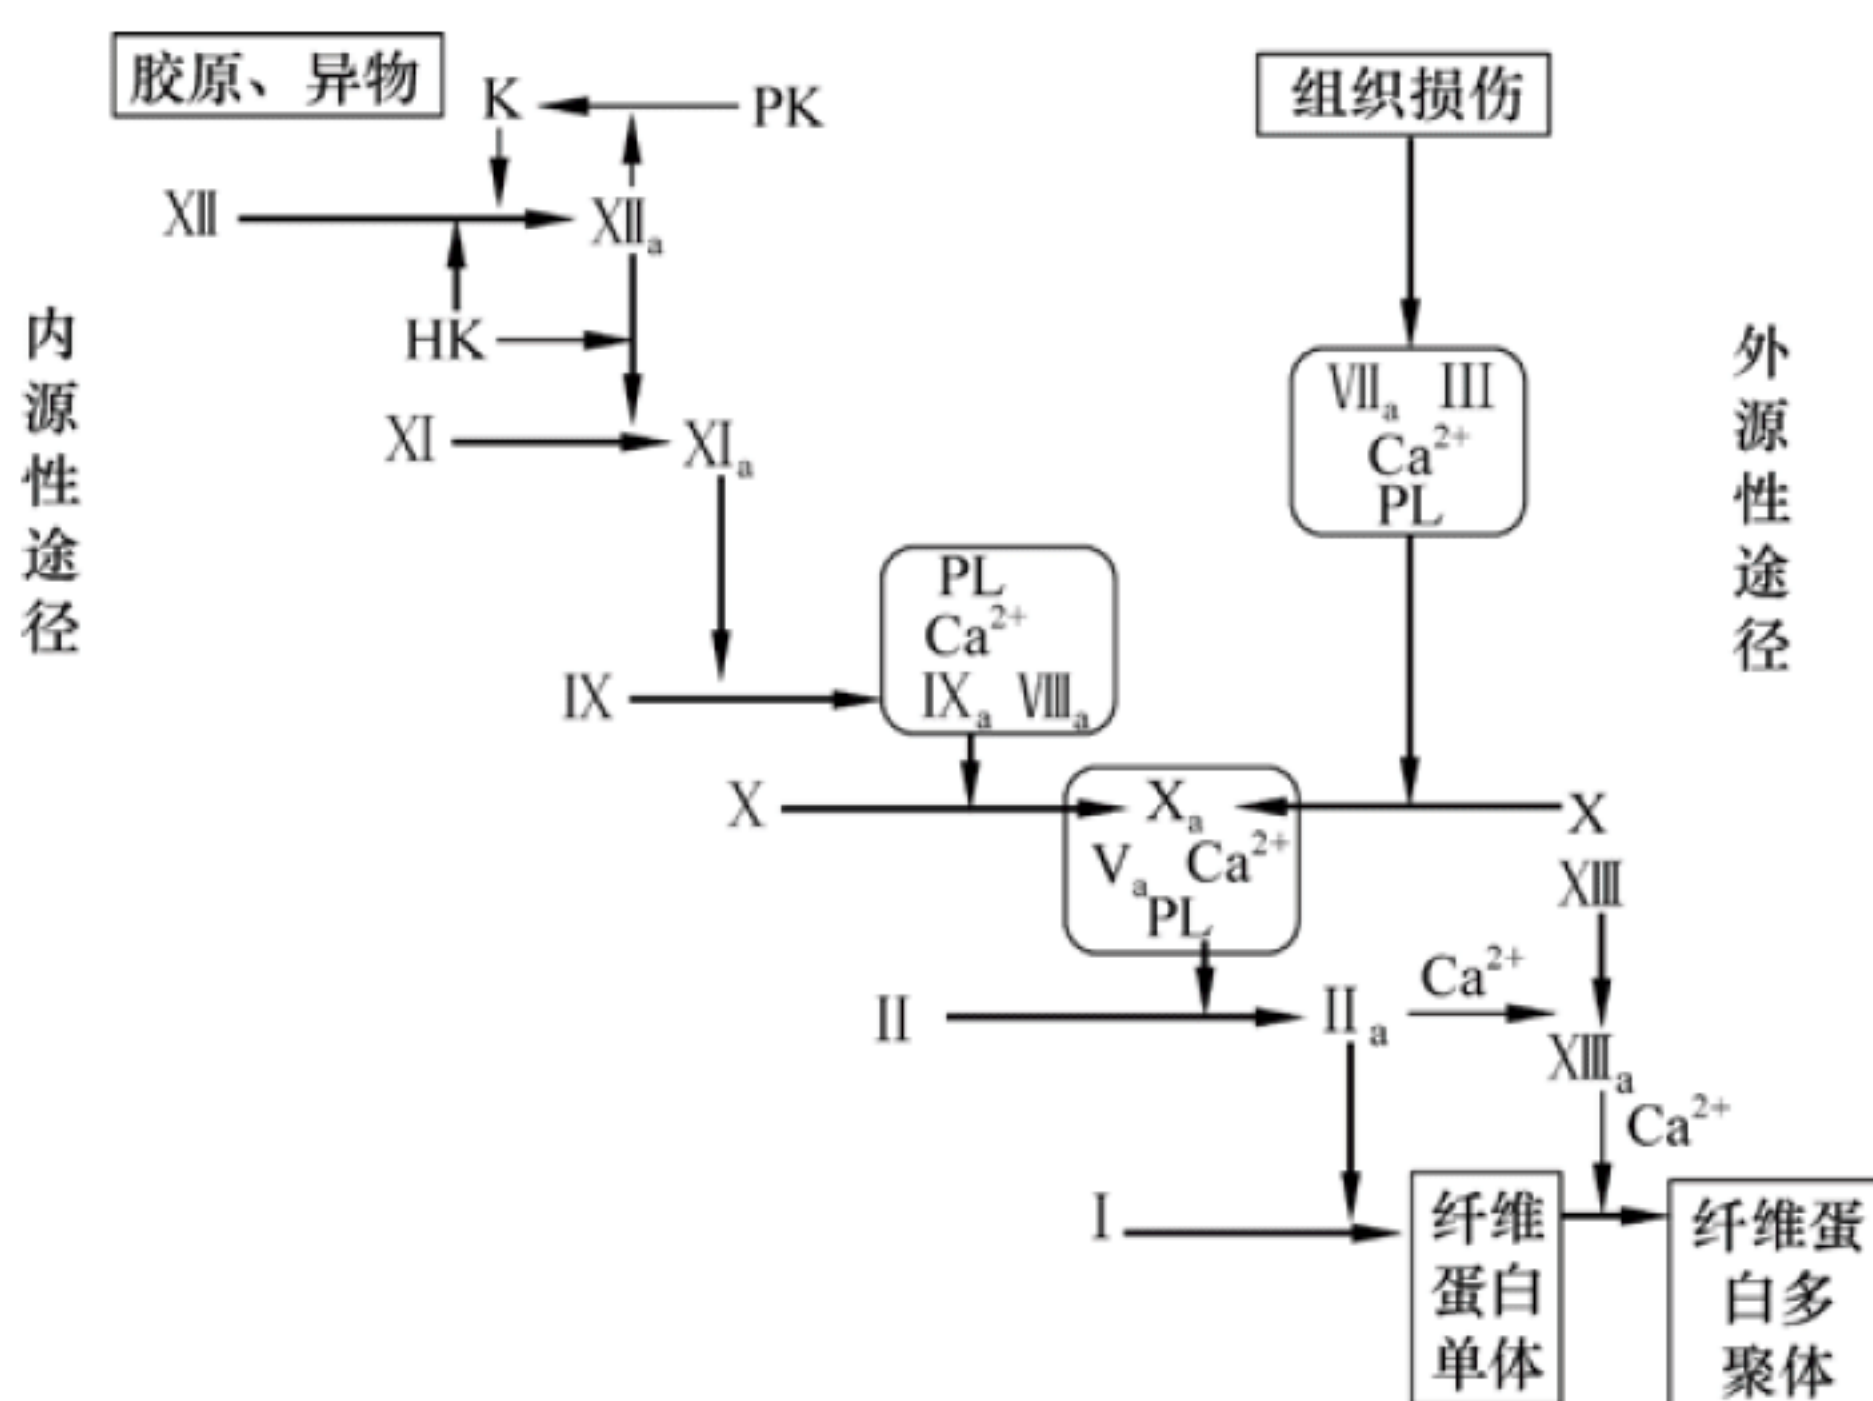 胶原、异物
K
PK
组织损伤
Ⅻ
Ⅻa
HK
内源性途径
外源性途径
Ⅶa III
Ca²⁺
PL
XI
XIa
PL
Ca²⁺
IXa Ⅷa
IX
X
Xa
X
Va Ca²⁺
PL
XIII
II
IIa
Ca²⁺
XIIIa
Ca²⁺
I
纤维
蛋白
单体
纤维蛋
白多
聚体